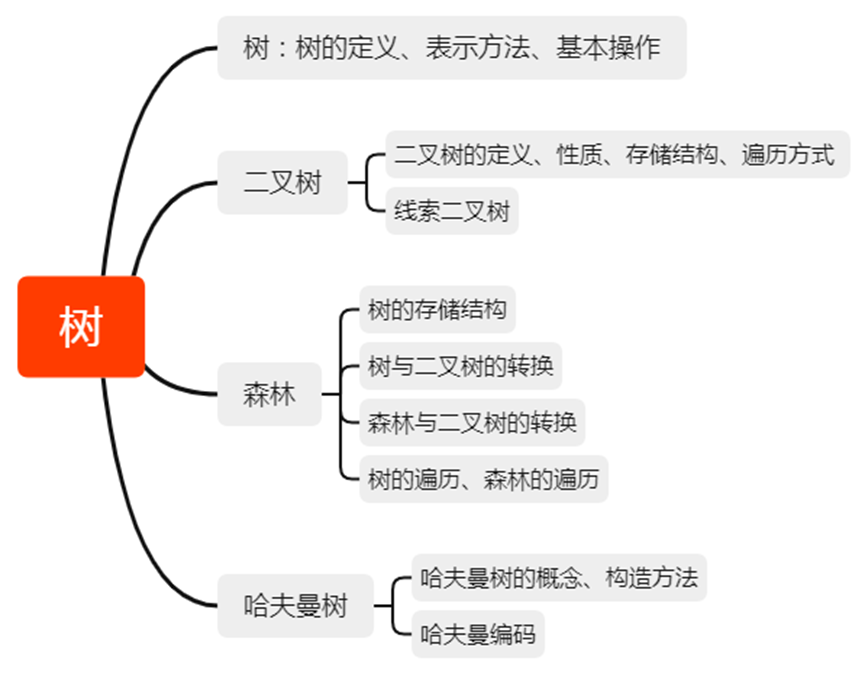 树：树的定义、表示方法、基本操作
二叉树
二叉树的定义、性质、存储结构、遍历方式
线索二叉树
树
森林
树的存储结构
树与二叉树的转换
森林与二叉树的转换
树的遍历、森林的遍历
哈夫曼树
哈夫曼树的概念、构造方法
哈夫曼编码